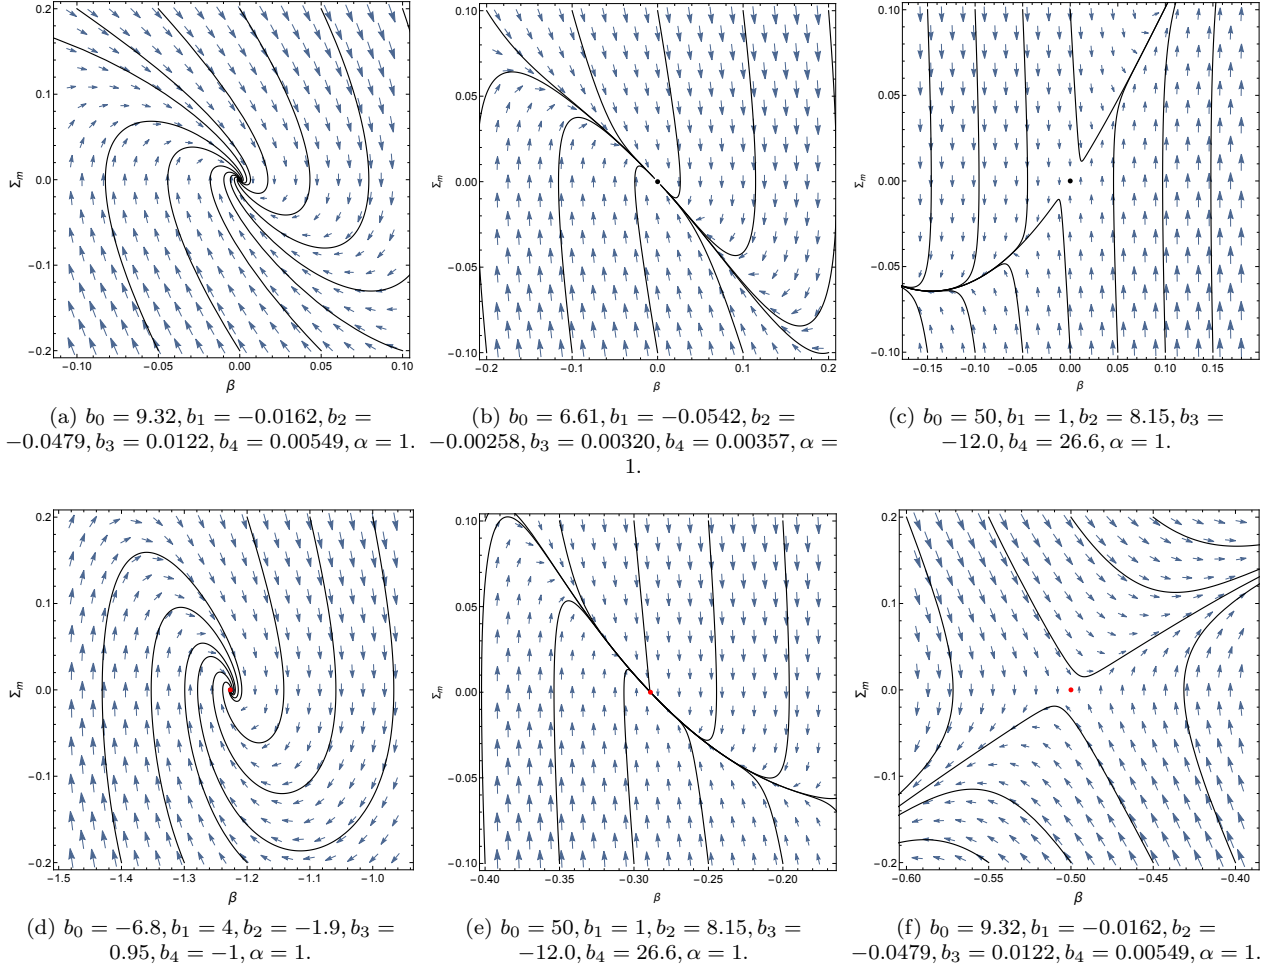 0.2
0.1
0.0
−0.1
−0.2
Σm
−0.10 −0.05 0.00 0.05 0.10
β
(a) b0 = 9.32, b1 = −0.0162, b2 =
−0.0479, b3 = 0.0122, b4 = 0.00549, α = 1.
0.10
0.05
0.00
−0.05
−0.10
Σm
−0.2 −0.1 0.0 0.1 0.2
β
(b) b0 = 6.61, b1 = −0.0542, b2 =
−0.00258, b3 = 0.00320, b4 = 0.00357, α =
1.
0.10
0.05
0.00
−0.05
−0.10
Σm
−0.15 −0.10 −0.05 0.00 0.05 0.10 0.15
β
(c) b0 = 50, b1 = 1, b2 = 8.15, b3 =
−12.0, b4 = 26.6, α = 1.
0.2
0.1
0.0
−0.1
−0.2
Σm
−1.5 −1.4 −1.3 −1.2 −1.1 −1.0
β
(d) b0 = −6.8, b1 = 4, b2 = −1.9, b3 =
0.95, b4 = −1, α = 1.
0.10
0.05
0.00
−0.05
−0.10
Σm
−0.40 −0.35 −0.30 −0.25 −0.20
β
(e) b0 = 50, b1 = 1, b2 = 8.15, b3 =
−12.0, b4 = 26.6, α = 1.
0.2
0.1
0.0
−0.1
−0.2
Σm
−0.60 −0.55 −0.50 −0.45 −0.40
β
(f) b0 = 9.32, b1 = −0.0162, b2 =
−0.0479, b3 = 0.0122, b4 = 0.00549, α = 1.